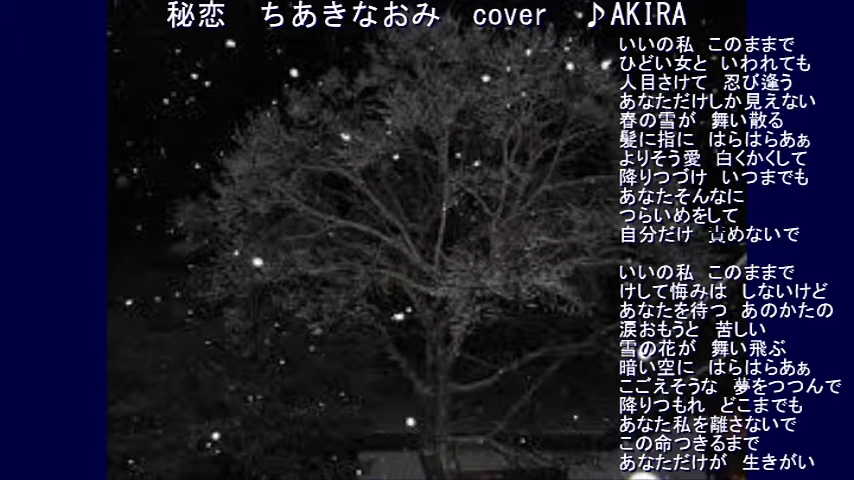 秘恋　ちあきなおみ　cover　♪AKIRA
いいの私　このままで
ひどい女と　いわれても
人目さけて　忍び逢う
あなただけしか見えない
春の雪が　舞い散る
髪に指に　はらはらあぁ
よりそう愛　白くかくして
降りつづけ　いつまでも
あなたそんなに
つらいめをして
自分だけ　責めないで
いいの私　このままで
けして悔みは　しないけど
あなたを待つ　あのかたの
涙おもうと　苦しい
雪の花が　舞い飛ぶ
暗い空に　はらはらあぁ
こごえそうな　夢をつつんで
降りつもれ　どこまでも
あなた私を離さないで
この命つきるまで
あなただけが　生きがい